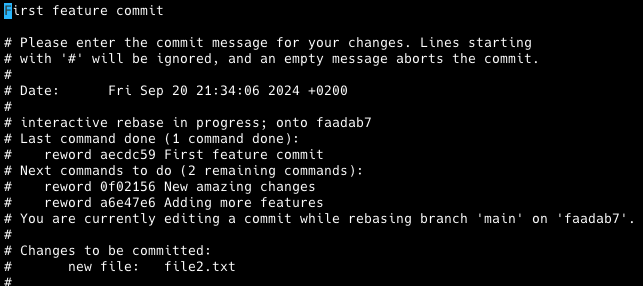 First feature commit
# Please enter the commit message for your changes. Lines starting
# with '#' will be ignored, and an empty message aborts the commit.
#
# Date:      Fri Sep 20 21:34:06 2024 +0200
#
# interactive rebase in progress; onto faadab7
# Last command done (1 command done):
#    reword aecdc59 First feature commit
# Next commands to do (2 remaining commands):
#    reword 0f02156 New amazing changes
#    reword a6e47e6 Adding more features
# You are currently editing a commit while rebasing branch 'main' on 'faadab7'.
#
# Changes to be committed:
#       new file:   file2.txt
#